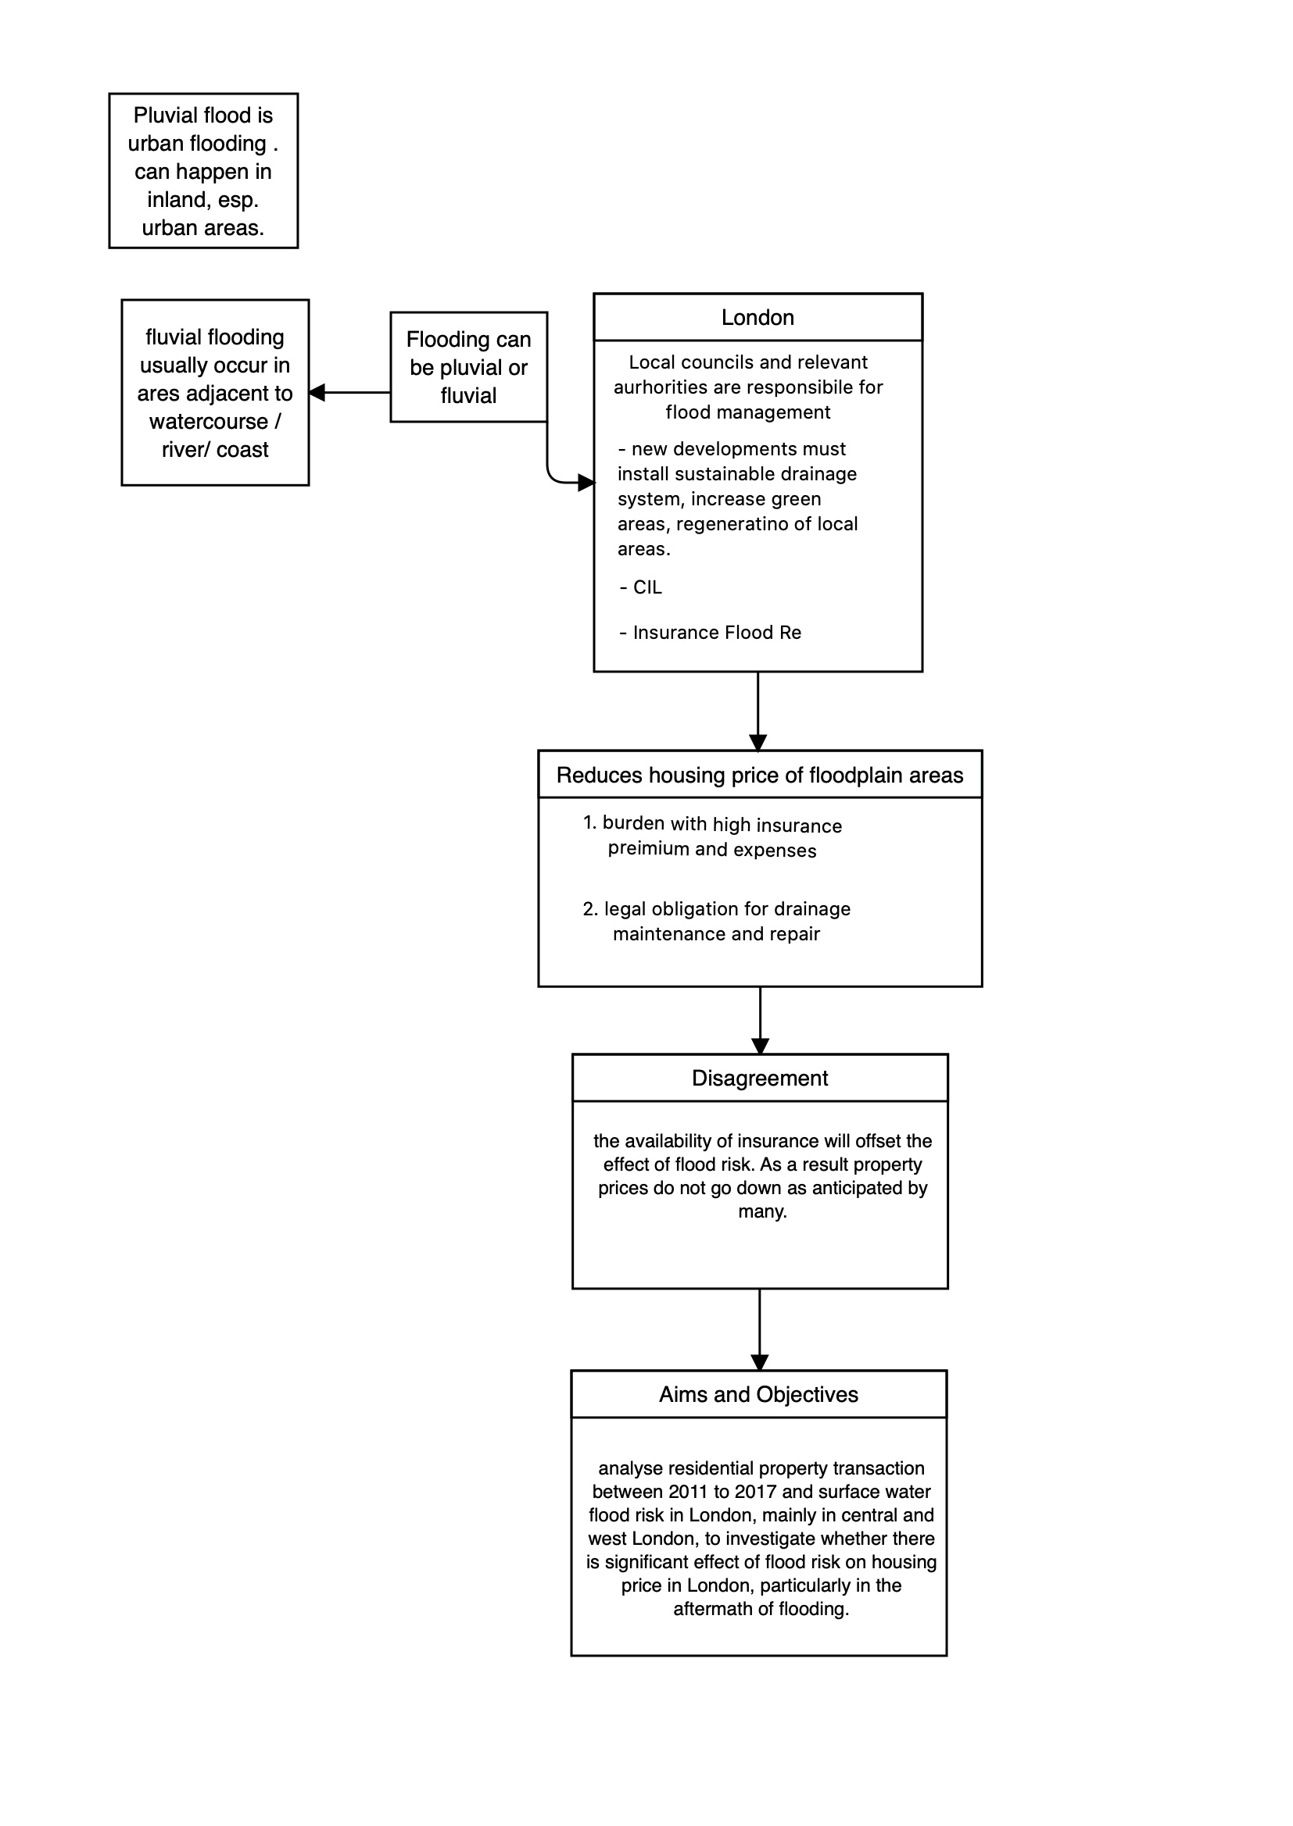 Pluvial flood is
urban flooding .
can happen in
inland, esp.
urban areas.
fluvial flooding
usually occur in
ares adjacent to
watercourse /
river/ coast
Flooding can
be pluvial or
fluvial
London
Local councils and relevant
aurhorities are responsibile for
flood management
- new developments must
install sustainable drainage
system, increase green
areas, regeneratino of local
areas.
- CIL
- Insurance Flood Re
Reduces housing price of floodplain areas
1. burden with high insurance
preimium and expenses
2. legal obligation for drainage
maintenance and repair
Disagreement
the availability of insurance will offset the
effect of flood risk. As a result property
prices do not go down as anticipated by
many.
Aims and Objectives
analyse residential property transaction
between 2011 to 2017 and surface water
flood risk in London, mainly in central and
west London, to investigate whether there
is significant effect of flood risk on housing
price in London, particularly in the
aftermath of flooding.